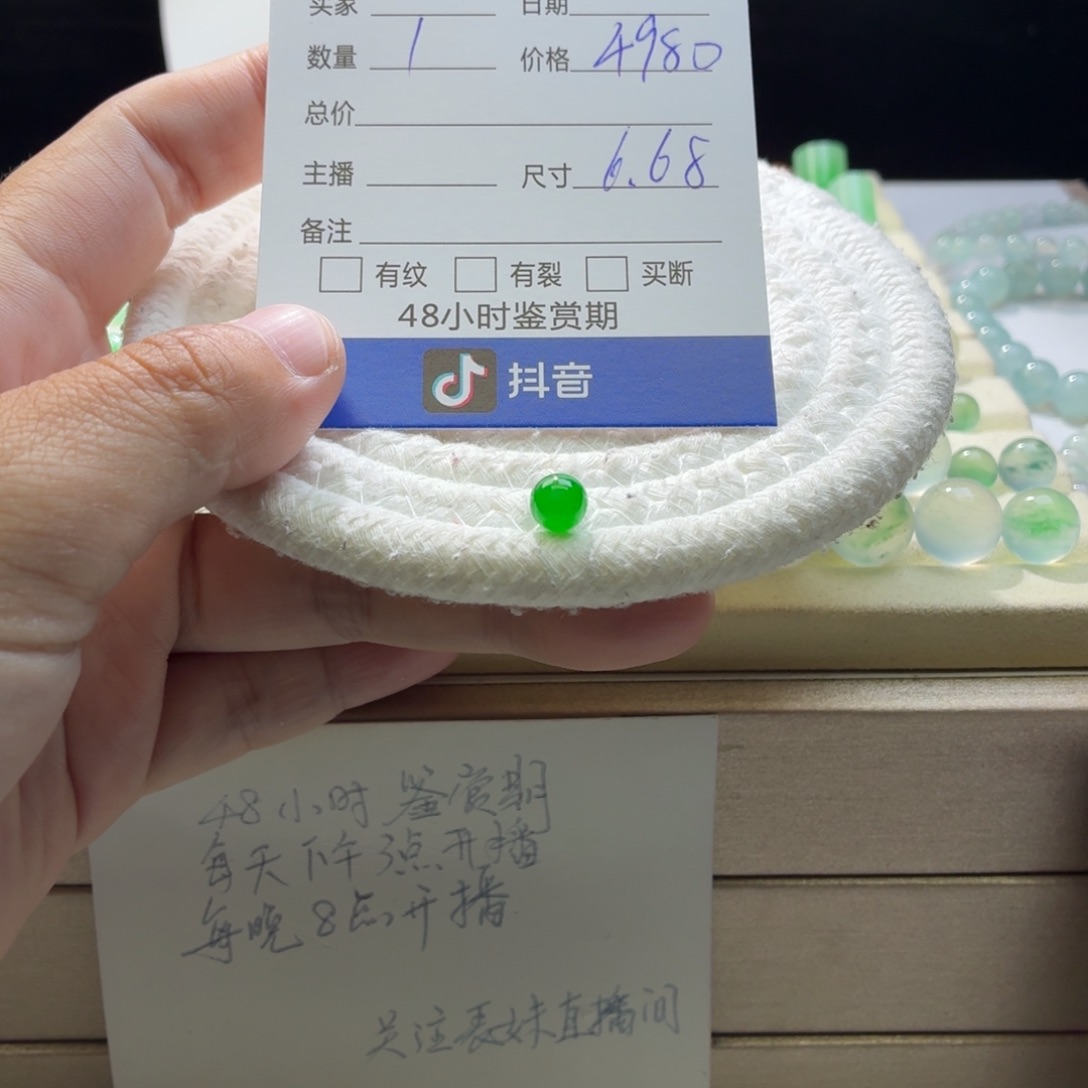 买家 日期
数量 1 价格 4980
总价
主播 尺寸 6.68
备注
有纹 有裂 买断
48小时鉴赏期
抖音
48小时鉴赏期
每天下午3点开播
每晚8点开播
关注表妹直播间